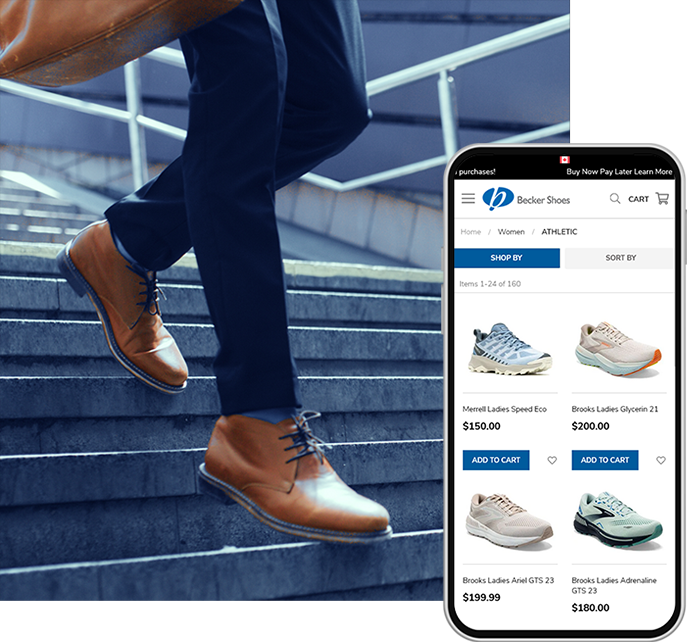 purchases!
Buy Now Pay Later Learn More
Becker Shoes
CART
Home / Women / ATHLETIC
SHOP BY
SORT BY
Items 1-24 of 160
Merrell Ladies Speed Eco
Brooks Ladies Glycerin 21
$150.00
$200.00
ADD TO CART
ADD TO CART
Brooks Ladies Ariel GTS 23
Brooks Ladies Adrenaline
GTS 23
$199.99
$180.00